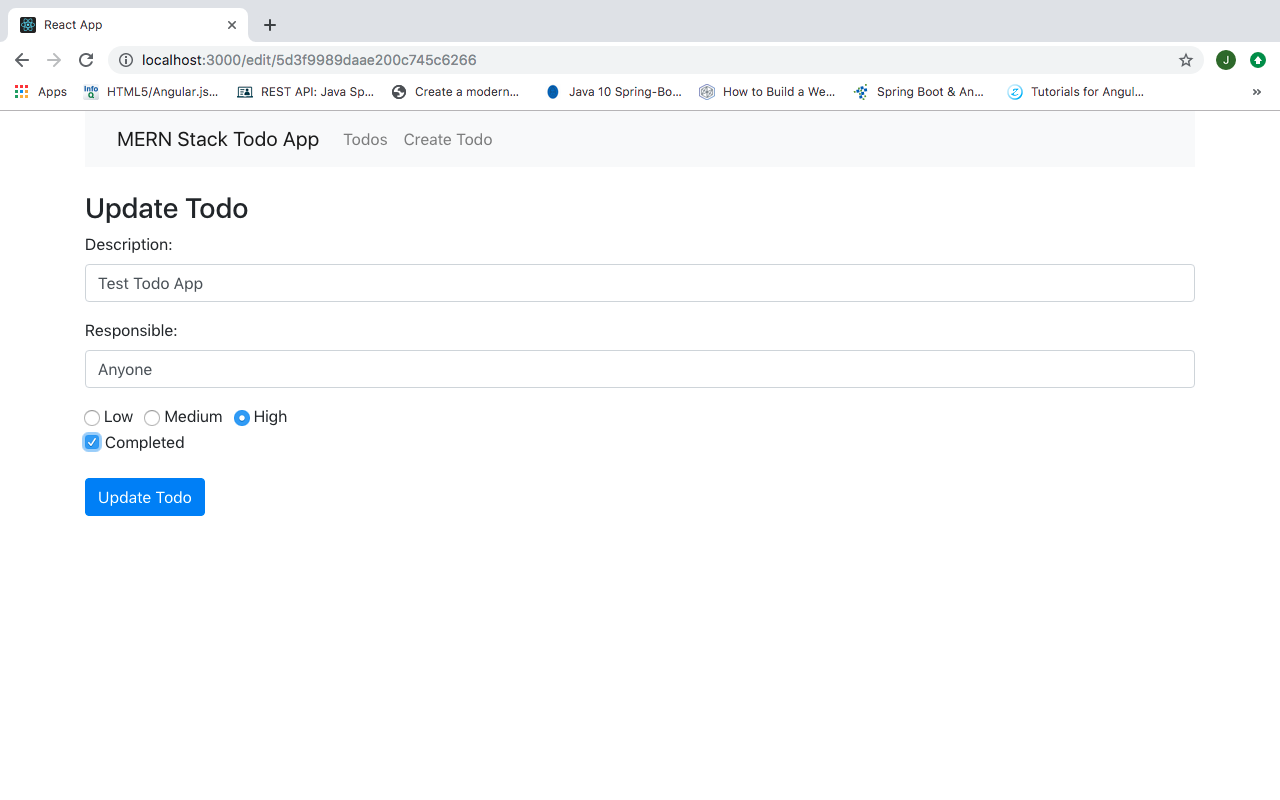 React App
localhost:3000/edit/5d3f9989daae200c745c6266
J
Apps Info Q HTML5/Angular.js... REST API: Java Sp... Create a modern... Java 10 Spring-Bo... How to Build a We... Spring Boot & An... Tutorials for Angul... »
MERN Stack Todo App Todos Create Todo
Update Todo
Description:
Test Todo App
Responsible:
Anyone
Low Medium High
Completed
Update Todo